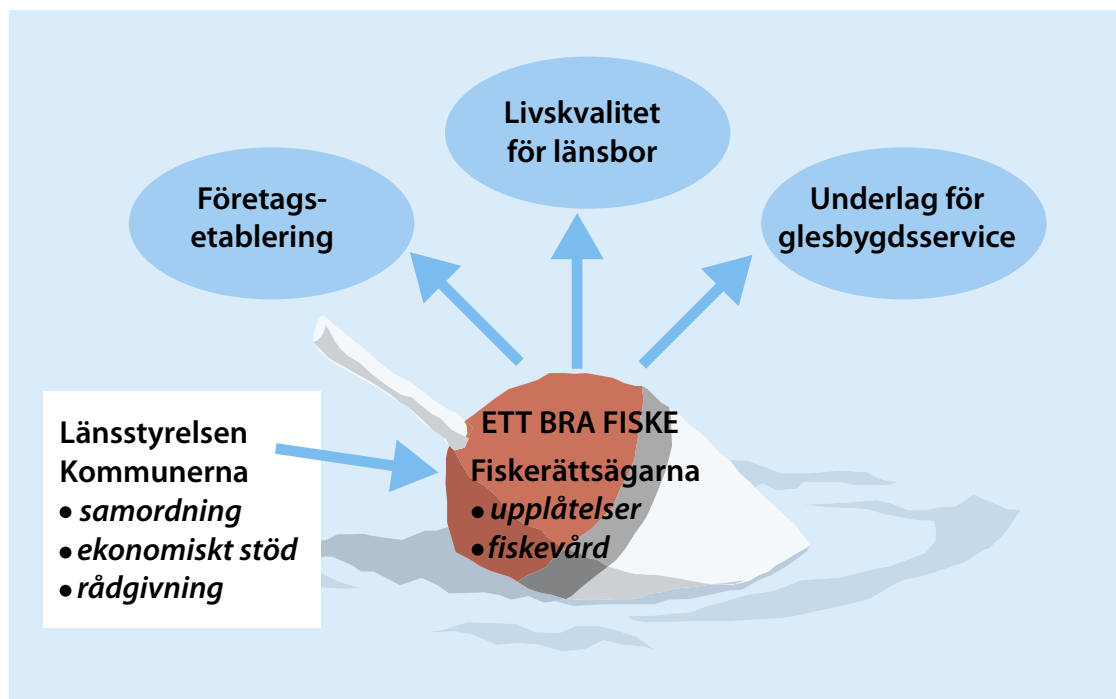 Livskvalitet
för länsbor
Företags-
etablering
Underlag för
glesbygdsservice
Länsstyrelsen
Kommunerna
• samordning
• ekonomiskt stöd
• rådgivning
ETT BRA FISKE
Fiskerättsägarna
• upplåtelser
• fiskevård